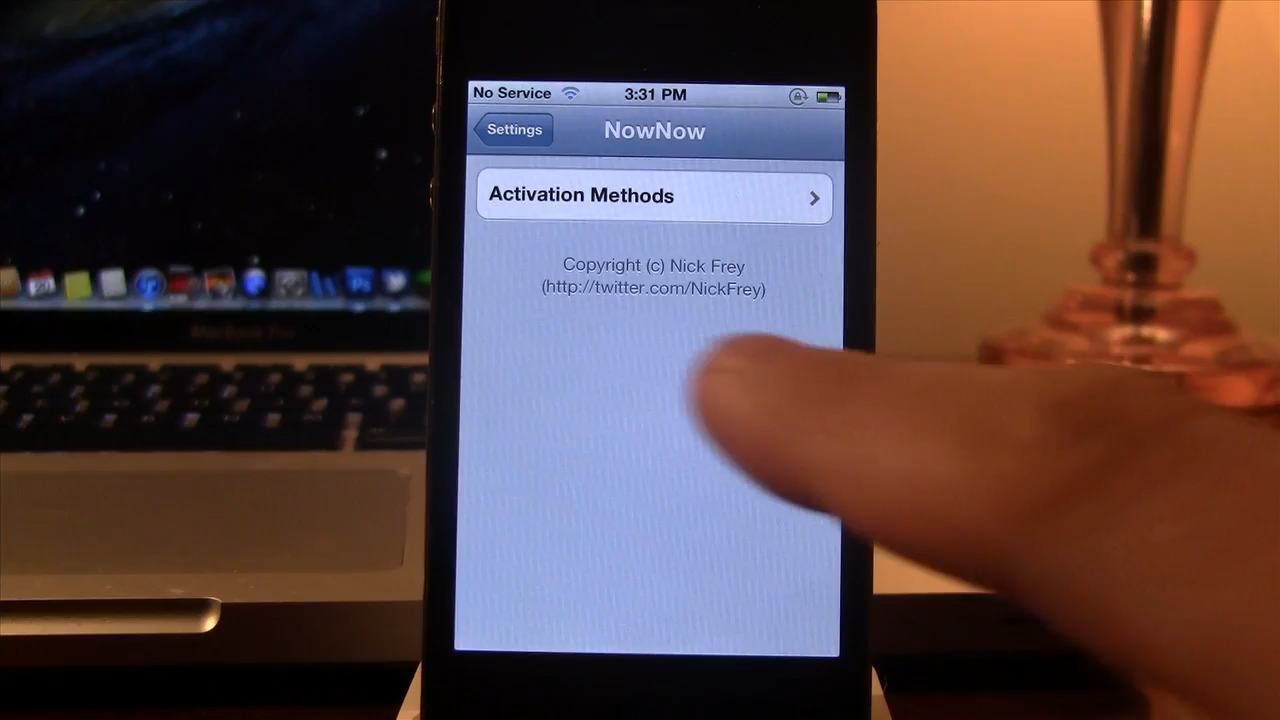 No Service
3:31 PM
Settings
NowNow
Activation Methods
Copyright (c) Nick Frey
(http://twitter.com/NickFrey)